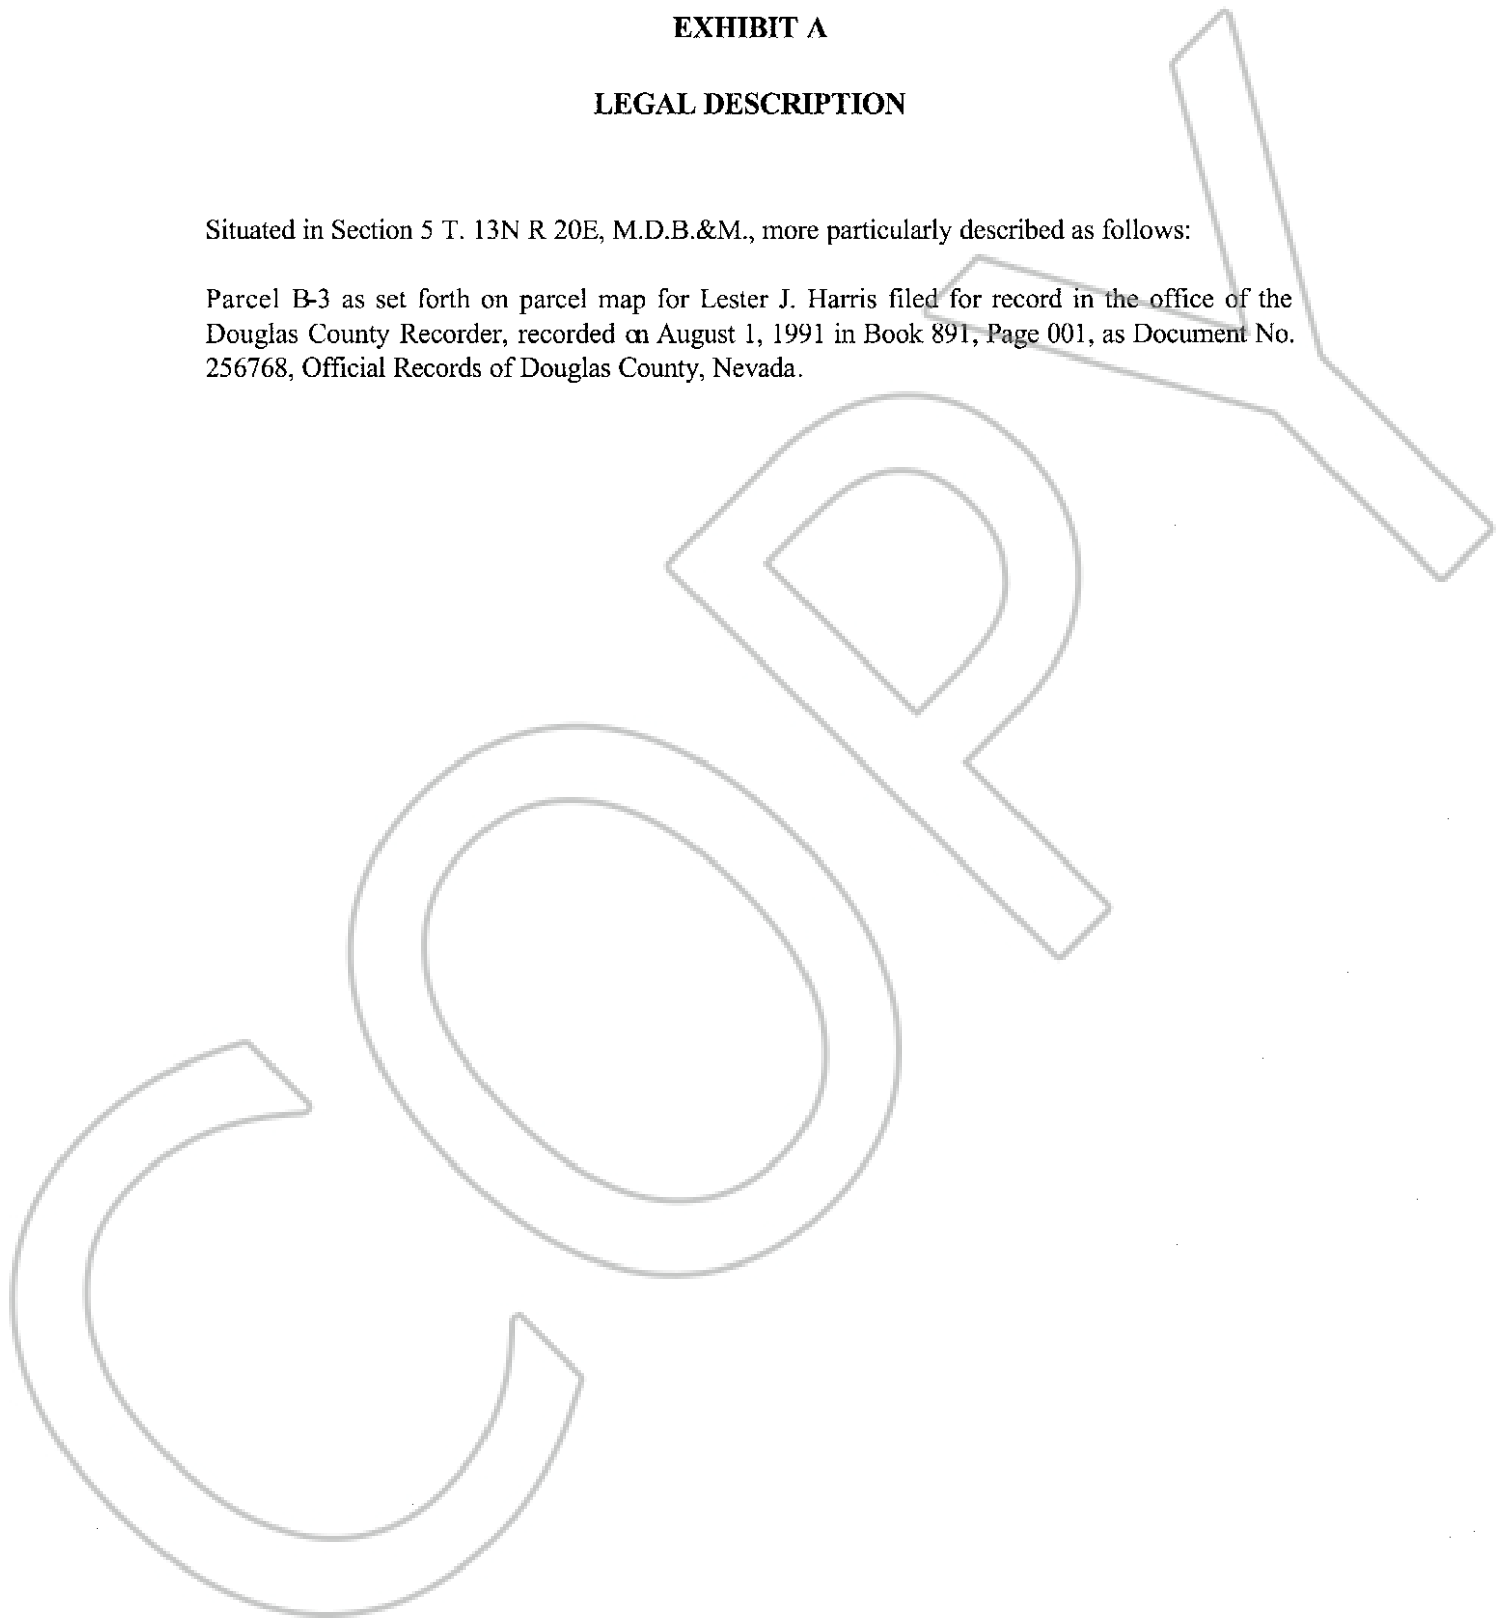 EXHIBIT A
LEGAL DESCRIPTION
Situated in Section 5 T. 13N R 20E, M.D.B.&M., more particularly described as follows:
Parcel B-3 as set forth on parcel map for Lester J. Harris filed for record in the office of the
Douglas County Recorder, recorded on August 1, 1991 in Book 891, Page 001, as Document No.
256768, Official Records of Douglas County, Nevada.
COPY